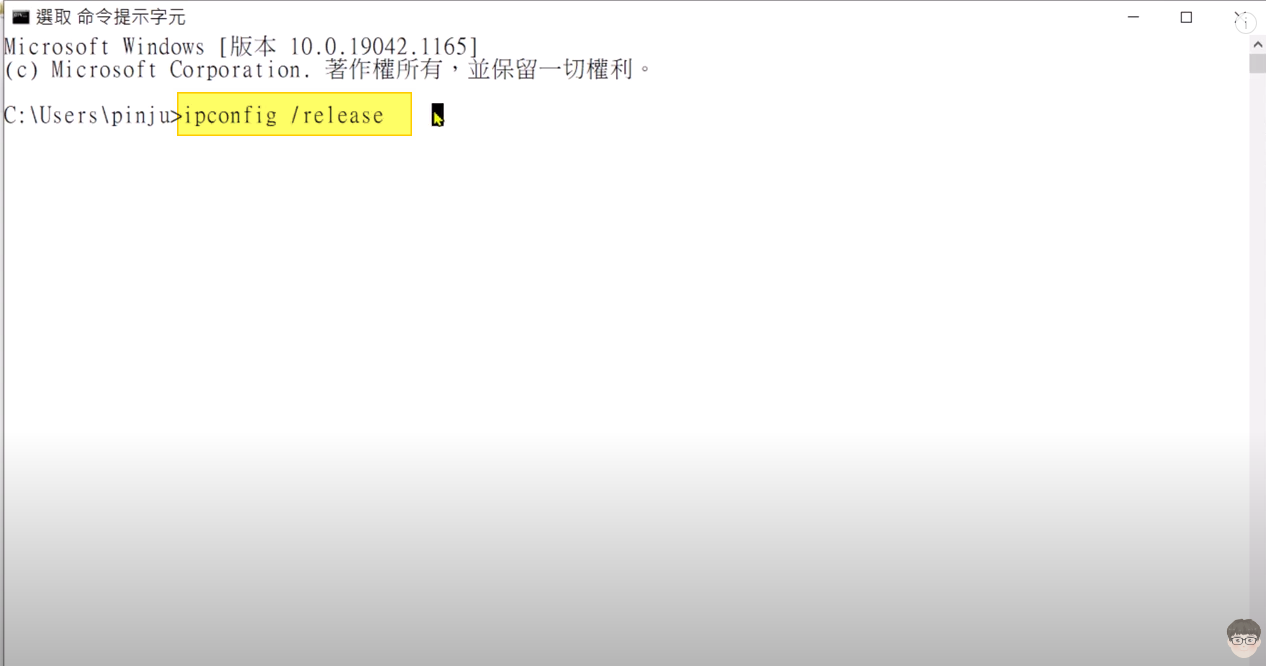 選取 命令提示字元
Microsoft Windows [版本 10.0.19042.1165]
(c) Microsoft Corporation. 著作權所有，並保留一切權利。
C:\Users\pinju>ipconfig /release